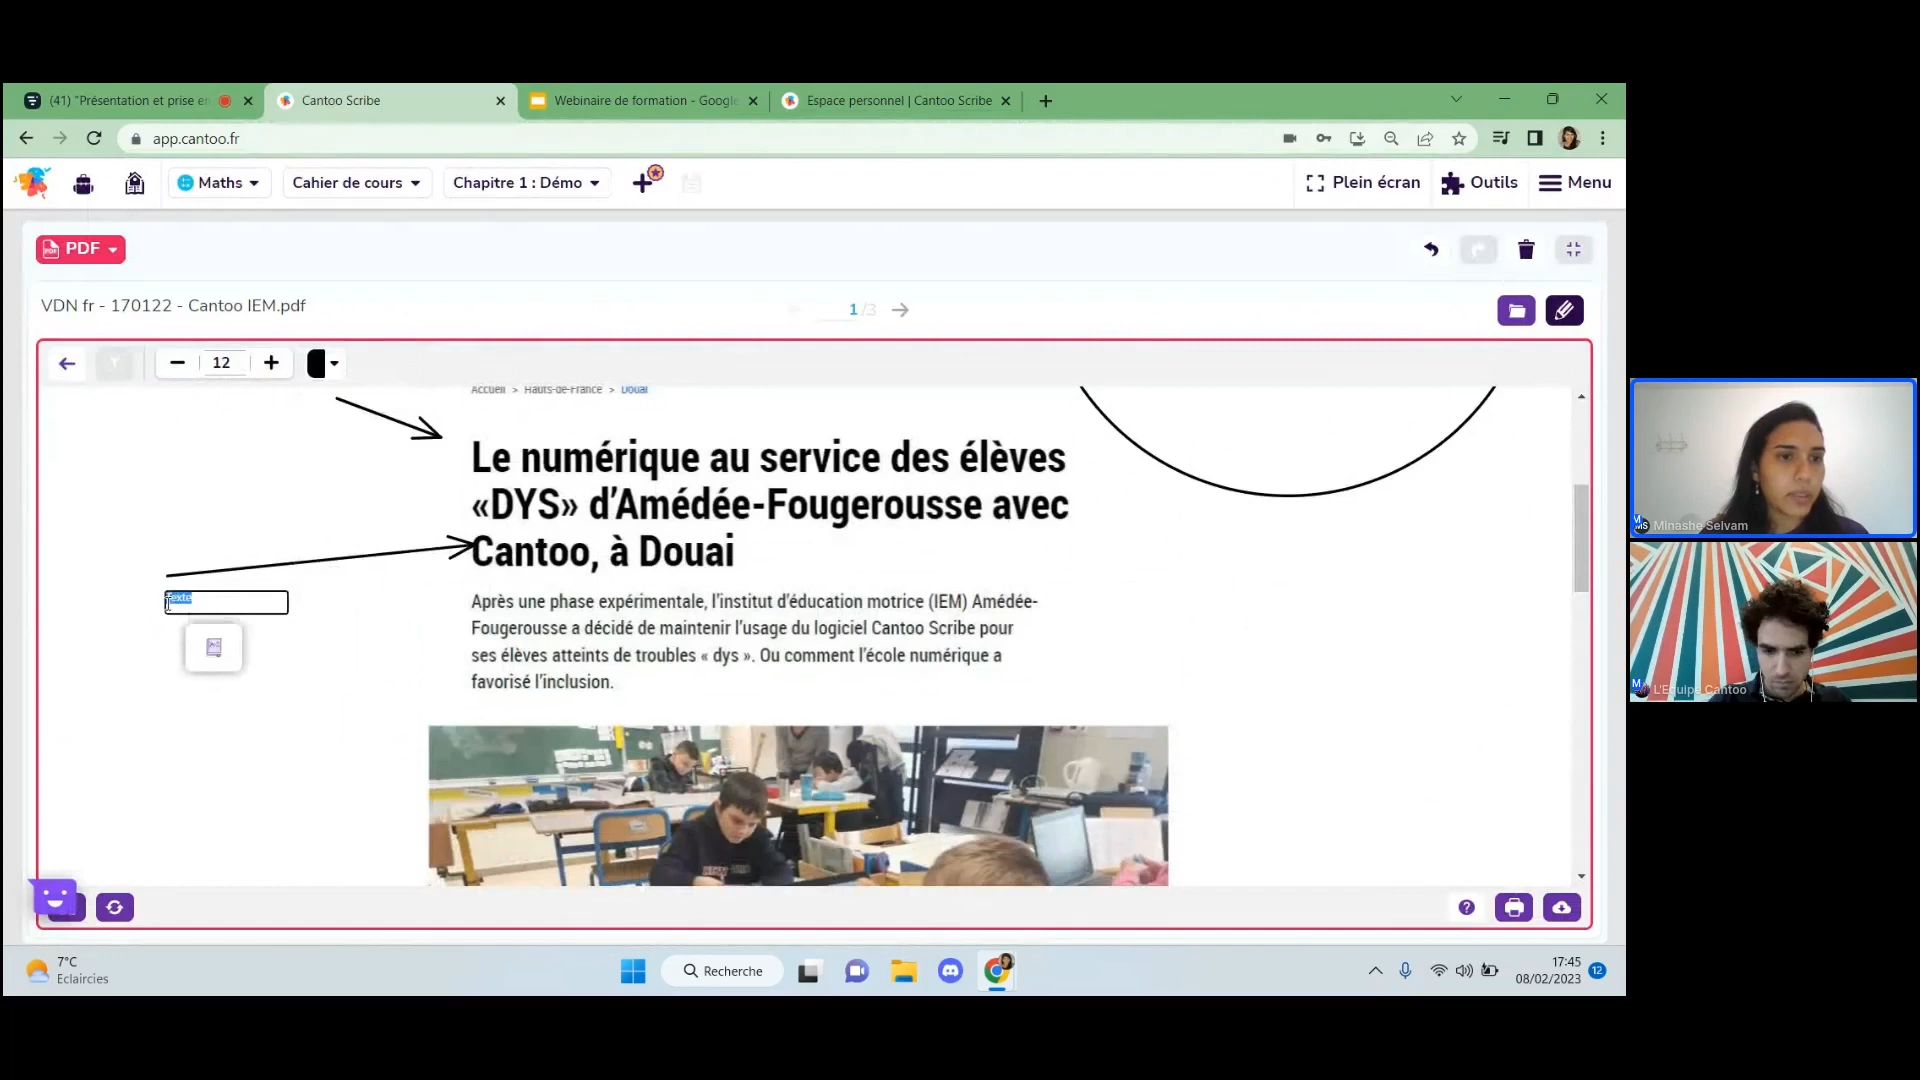 (41) "Présentation et prise en
Cantoo Scribe
Webinaire de formation - Google
Espace personnel | Cantoo Scribe
app.cantoo.fr
Maths
Cahier de cours
Chapitre 1 : Démo
Plein écran
Outils
Menu
PDF
VDN fr - 170122 - Cantoo IEM.pdf
1 /3
12
Accueil > Hauts-de-France > Douai
Le numérique au service des élèves
«DYS» d'Amédée-Fougerousse avec
Cantoo, à Douai
Texte
Après une phase expérimentale, l'institut d'éducation motrice (IEM) Amédée-
Fougerousse a décidé de maintenir l'usage du logiciel Cantoo Scribe pour
ses élèves atteints de troubles « dys ». Ou comment l'école numérique a
favorisé l'inclusion.
Minashe Selvam
L'Equipe Cantoo
7°C
Eclaircies
Recherche
17:45
08/02/2023
12